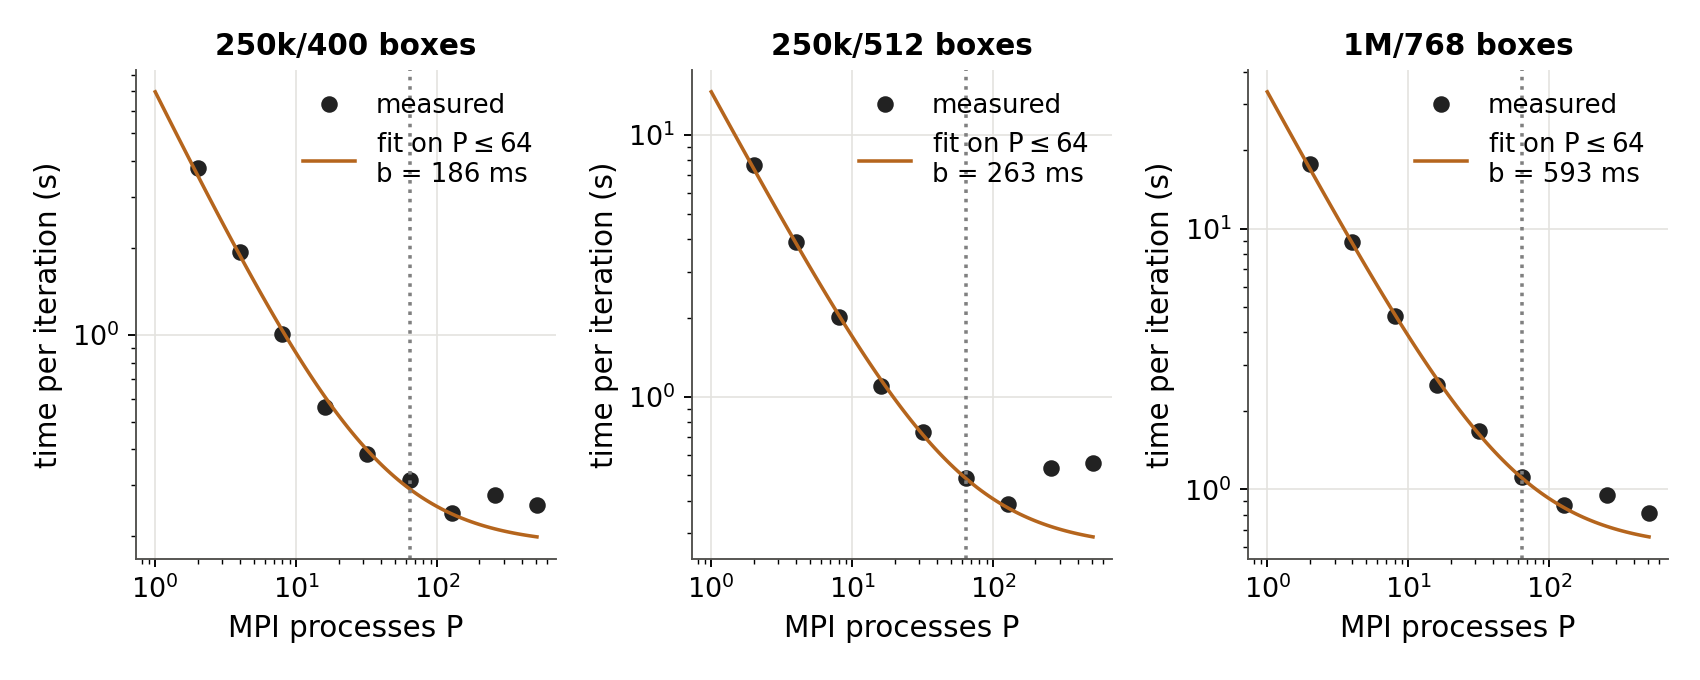 250k/400 boxes
time per iteration (s)
10⁰
measured
fit on P ≤ 64
b = 186 ms
10⁰ 10¹ 10²
MPI processes P
250k/512 boxes
time per iteration (s)
10¹
10⁰
measured
fit on P ≤ 64
b = 263 ms
10⁰ 10¹ 10²
MPI processes P
1M/768 boxes
time per iteration (s)
10¹
10⁰
measured
fit on P ≤ 64
b = 593 ms
10⁰ 10¹ 10²
MPI processes P